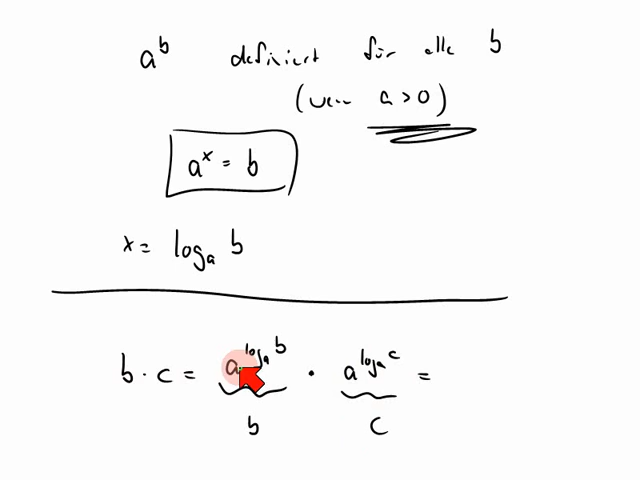 a^b definiert für alle b
(wenn a > 0)
a^x = b
x = log_a b
b · c = a^{log_a b} · a^{log_a c} =
b c